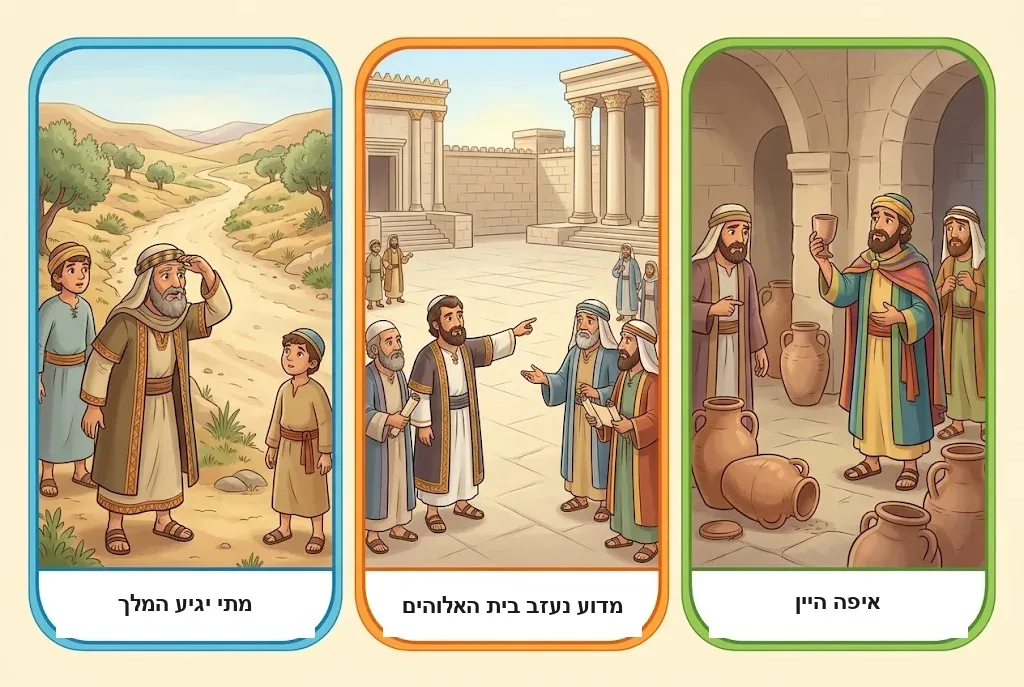 איפה היין
מדוע נעזב בית האלוהים
מתי יגיע המלך